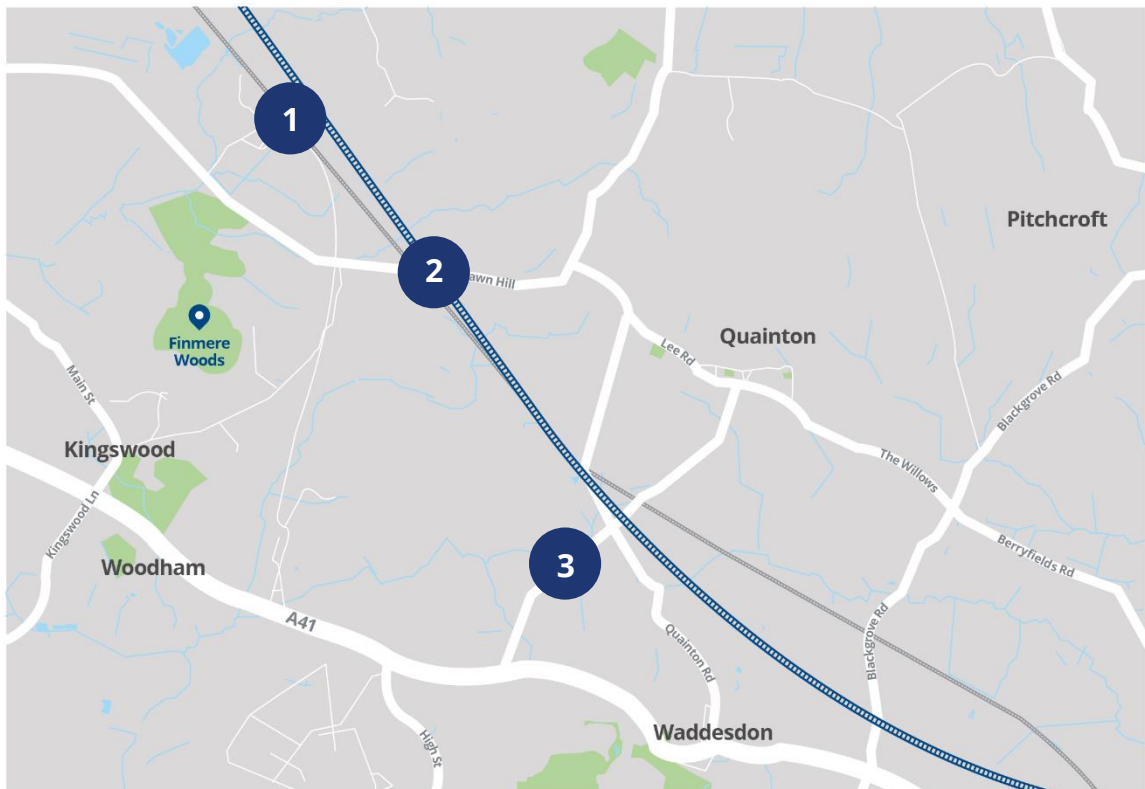 1
Pitchcroft
2
awn Hill
Finmere
Woods
Quainton
Lee Rd
Main St
Blackgrove Rd
Kingswood
The Willows
Kingswood Ln
Woodham
3
Berryfields Rd
A41
Blackgrove Rd
Quainton Rd
High St
Waddesdon